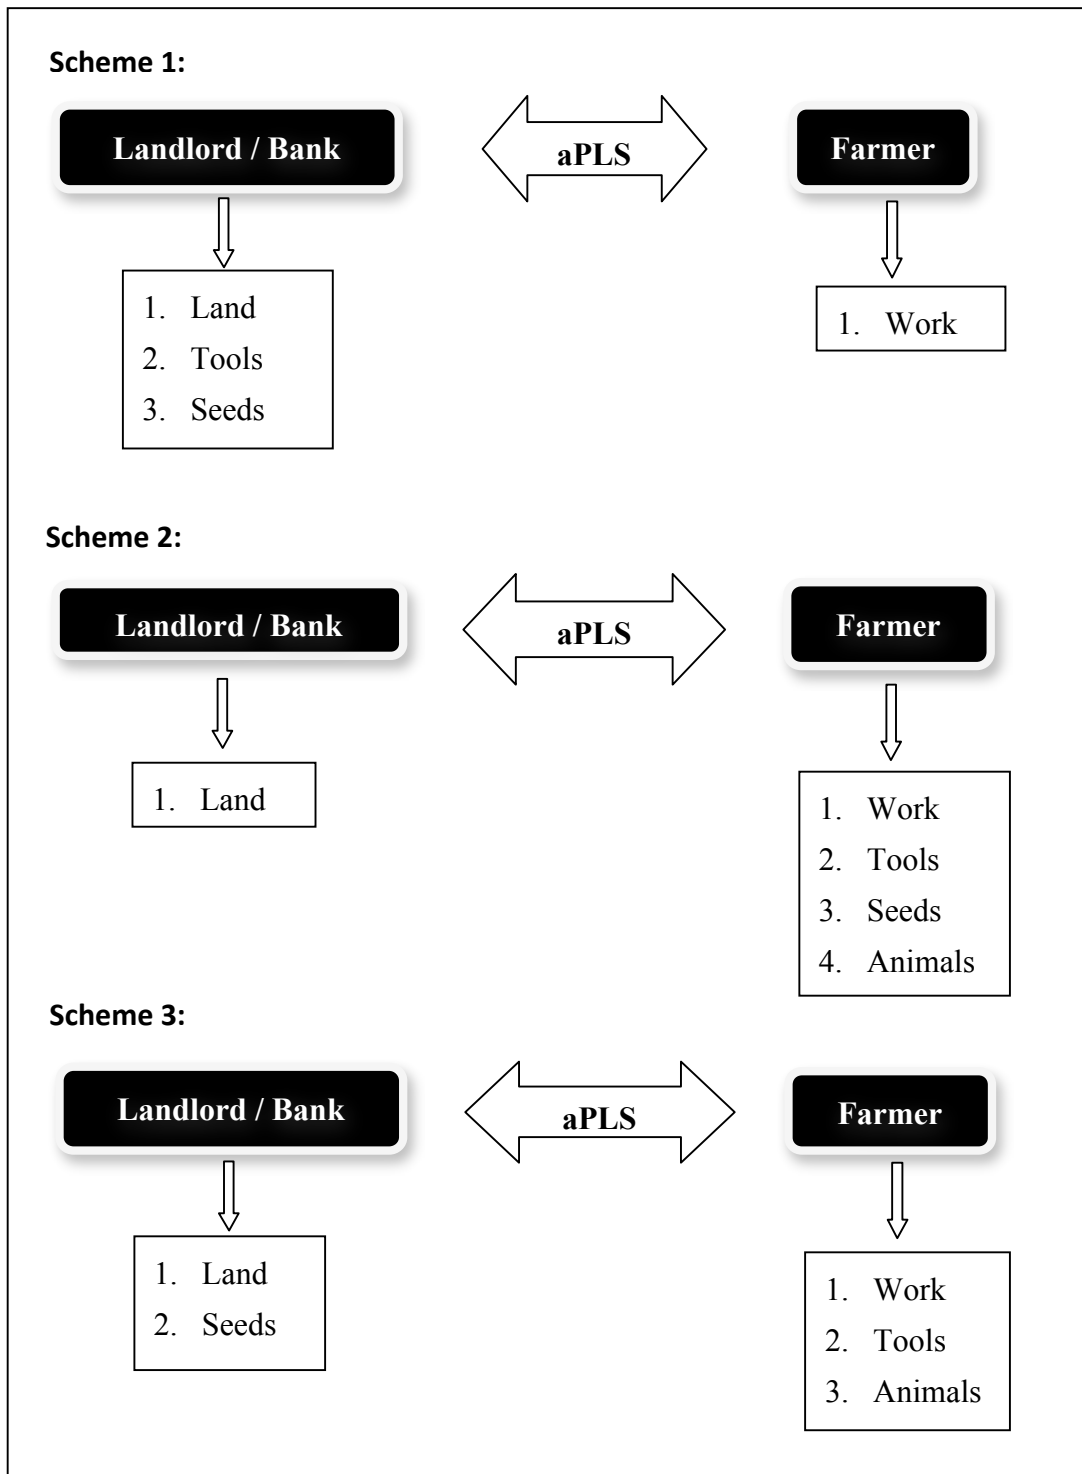 Scheme 1:
Landlord / Bank
aPLS
Farmer
1. Land
2. Tools
3. Seeds
1. Work
Scheme 2:
Landlord / Bank
aPLS
Farmer
1. Land
1. Work
2. Tools
3. Seeds
4. Animals
Scheme 3:
Landlord / Bank
aPLS
Farmer
1. Land
2. Seeds
1. Work
2. Tools
3. Animals